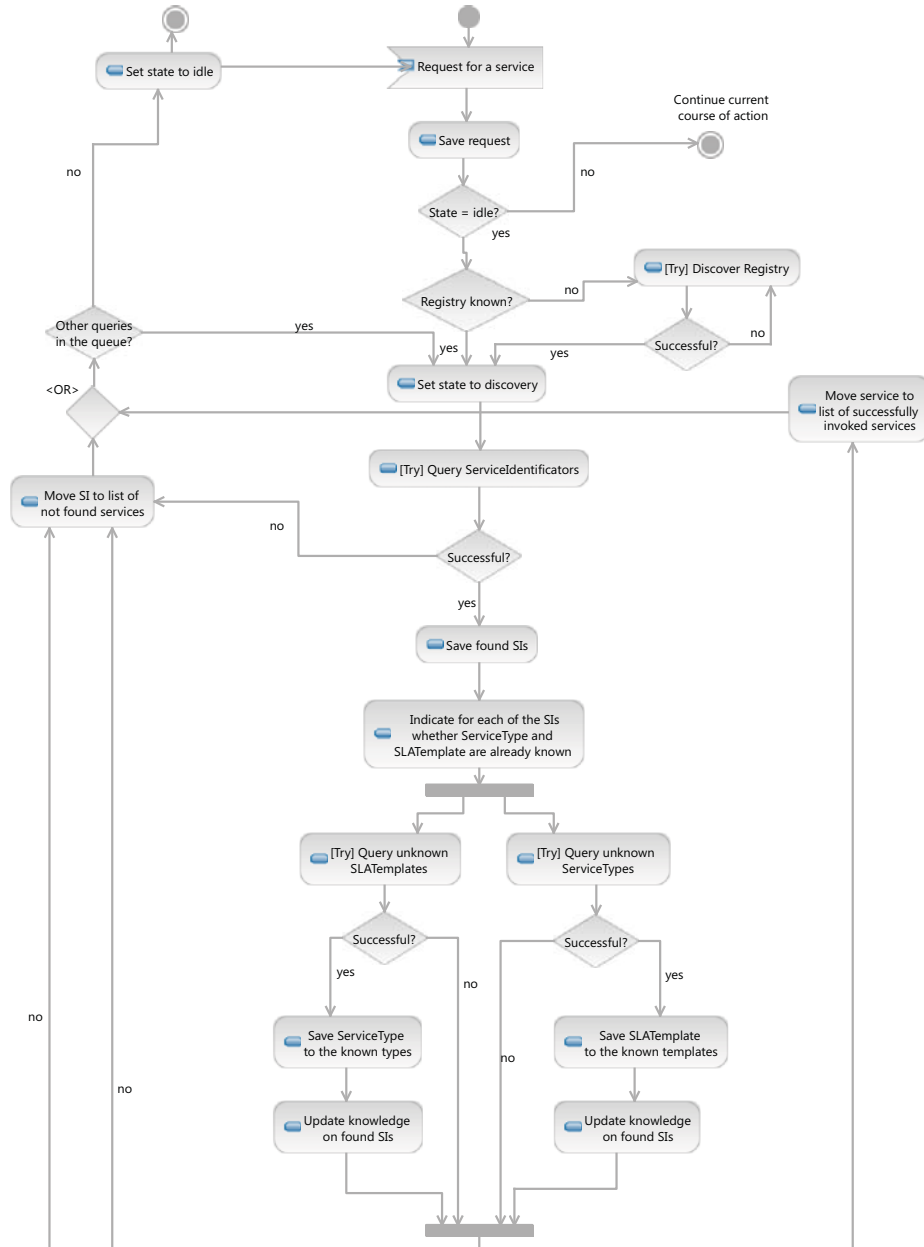 Set state to idle
Request for a service
Continue current
course of action
Save request
no
no
State = idle?
yes
[Try] Discover Registry
Registry known?
no
Other queries
in the queue?
yes
yes
Successful?
no
yes
Set state to discovery
<OR>
Move service to
list of successfully
invoked services
[Try] Query ServiceIdentificators
Move SI to list of
not found services
no
Successful?
yes
Save found SIs
Indicate for each of the SIs
whether ServiceType and
SLATemplate are already known
[Try] Query unknown
SLATemplates
[Try] Query unknown
ServiceTypes
Successful?
Successful?
yes
no
yes
no
Save ServiceType
to the known types
no
Save SLATemplate
to the known templates
no
Update knowledge
on found SIs
Update knowledge
on found SIs